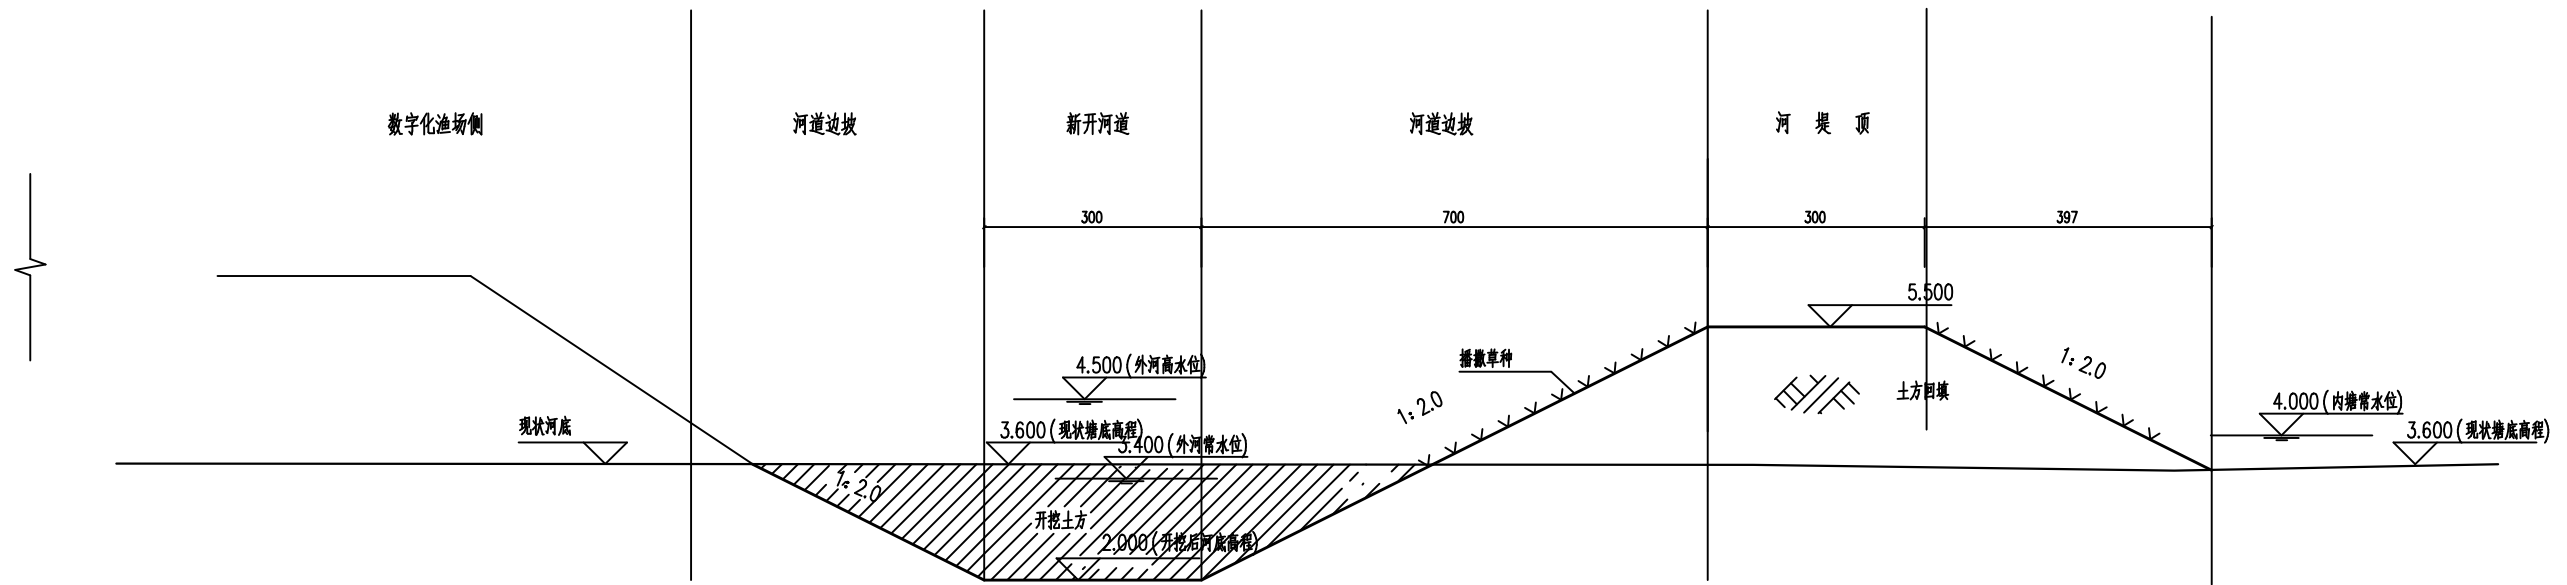 数字化渔场侧
河道边坡
新开河道
河道边坡
河 堤 顶
300
700
300
397
5.500
4.500(外河高水位)
播撒草种
1:2.0
1:2.0
土方回填
4.000(内塘常水位)
现状河底
3.600(现状塘底高程)
3.400(外河常水位)
3.600(现状塘底高程)
1:2.0
开挖土方
2.000(开挖后河底高程)